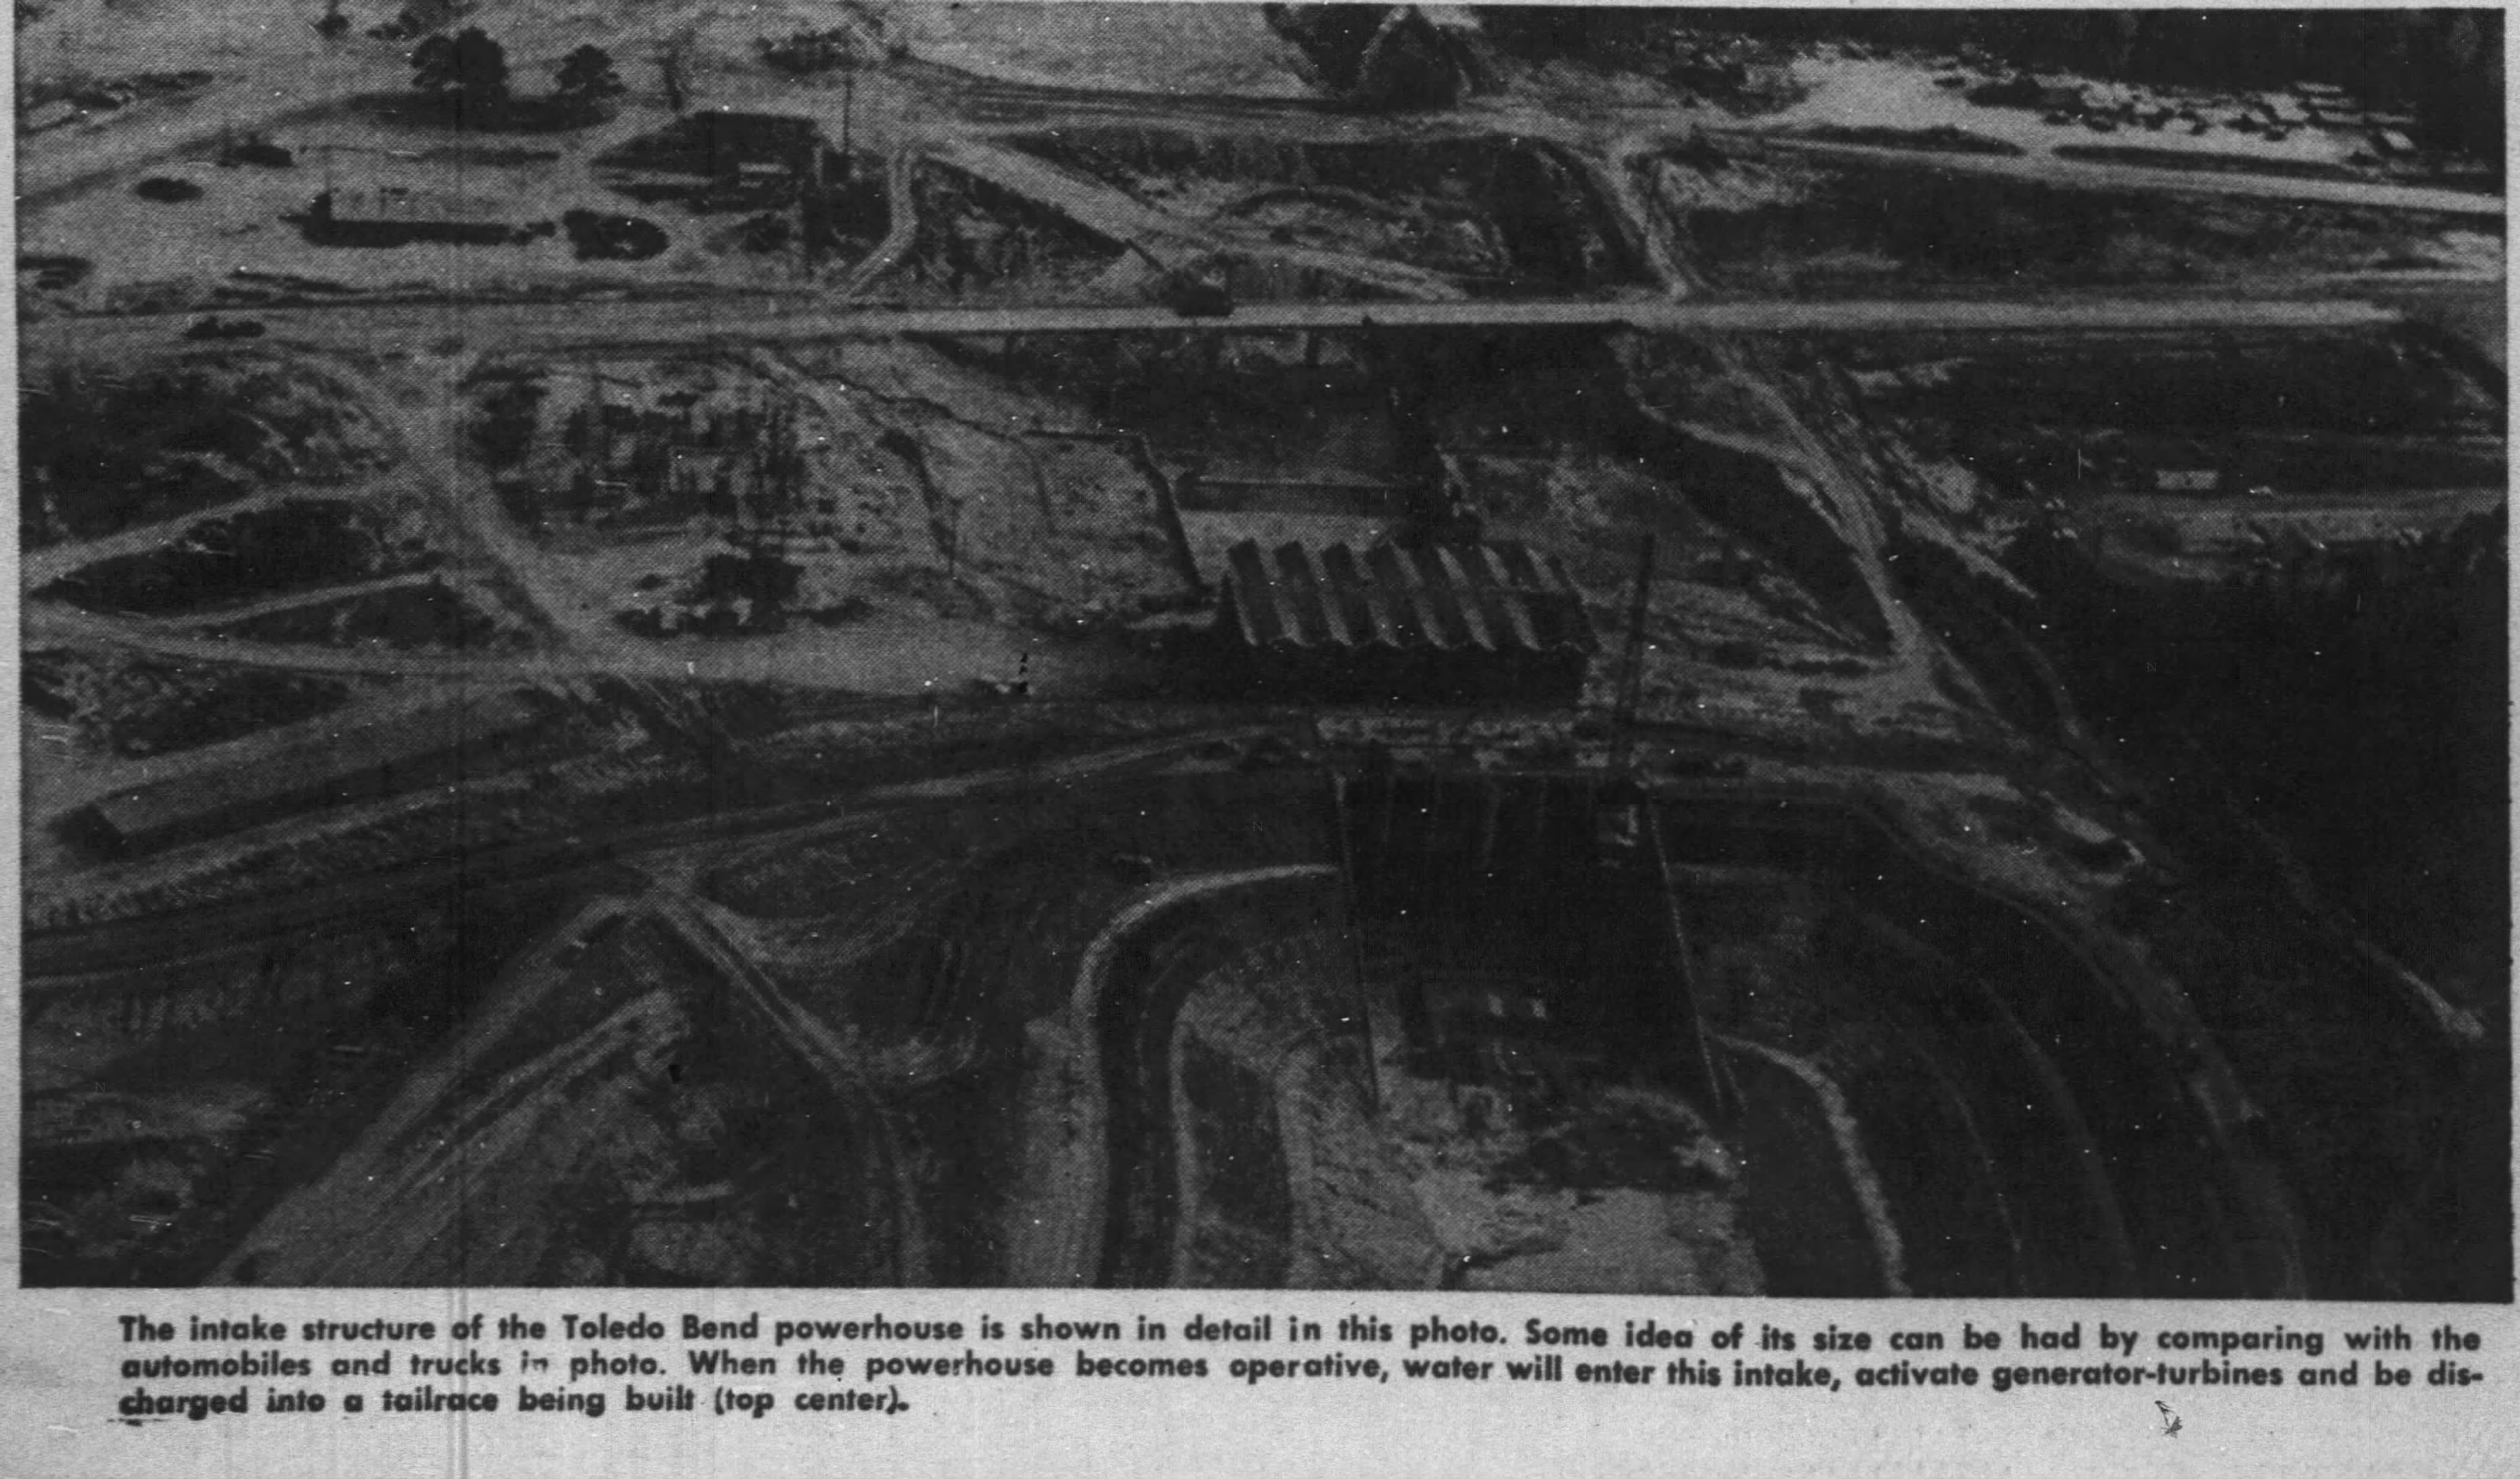 The intake structure of the Toledo Bend powerhouse is shown in detail in this photo. Some idea of its size can be had by comparing with the
automobiles and trucks in photo. When the powerhouse becomes operative, water will enter this intake, activate generator-turbines and be dis-
charged into a tailrace being built (top center).